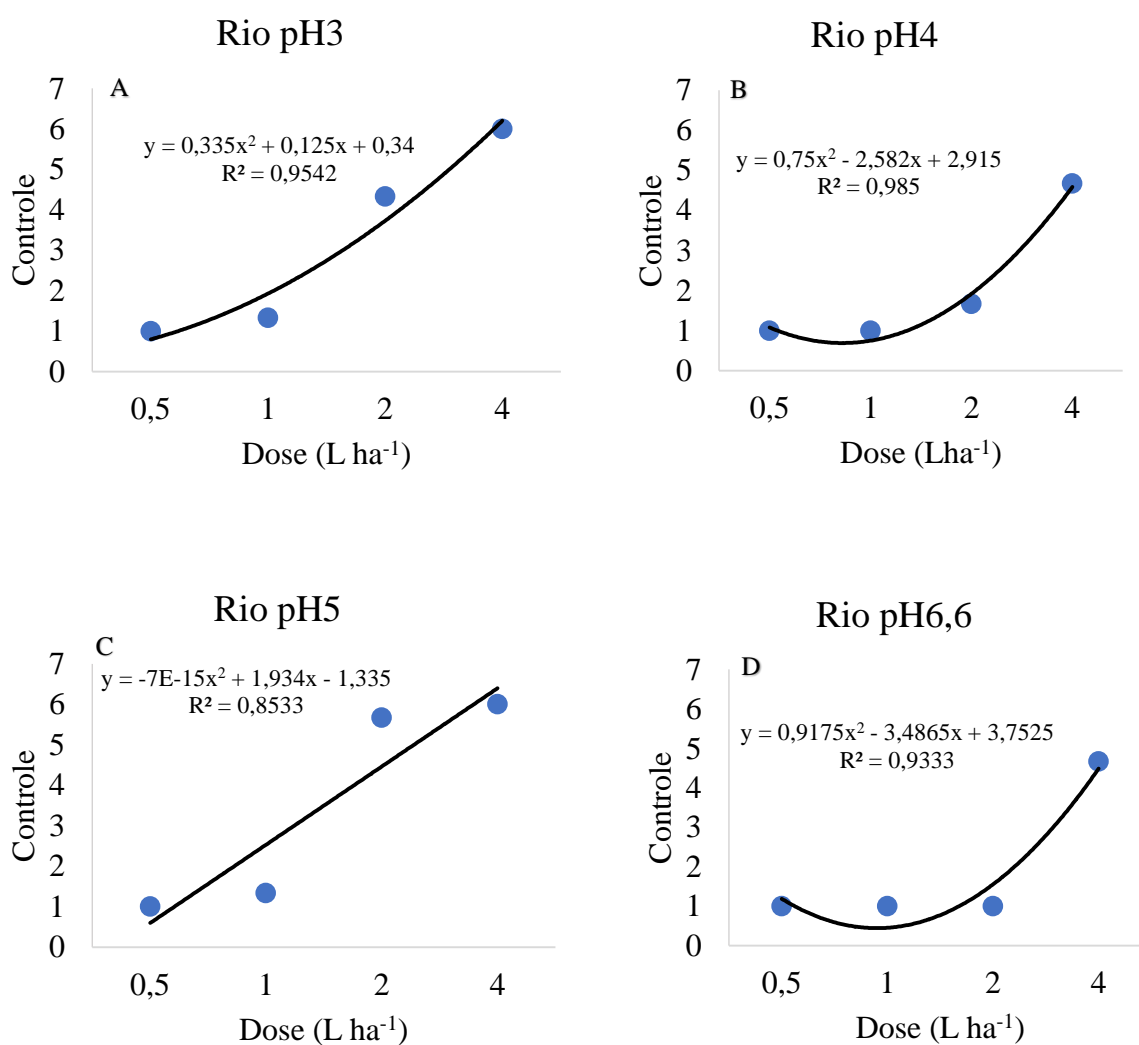 Rio pH3
A
7
6
5
4
3
2
1
0
y = 0,335x² + 0,125x + 0,34
R² = 0,9542
Controle
0,5 1 2 4
Dose (L ha⁻¹)
Rio pH4
B
7
6
5
4
3
2
1
0
y = 0,75x² - 2,582x + 2,915
R² = 0,985
Controle
0,5 1 2 4
Dose (Lha⁻¹)
Rio pH5
C
7
6
5
4
3
2
1
0
y = -7E-15x² + 1,934x - 1,335
R² = 0,8533
Controle
0,5 1 2 4
Dose (L ha⁻¹)
Rio pH6,6
D
7
6
5
4
3
2
1
0
y = 0,9175x² - 3,4865x + 3,7525
R² = 0,9333
Controle
0,5 1 2 4
Dose (L ha⁻¹)